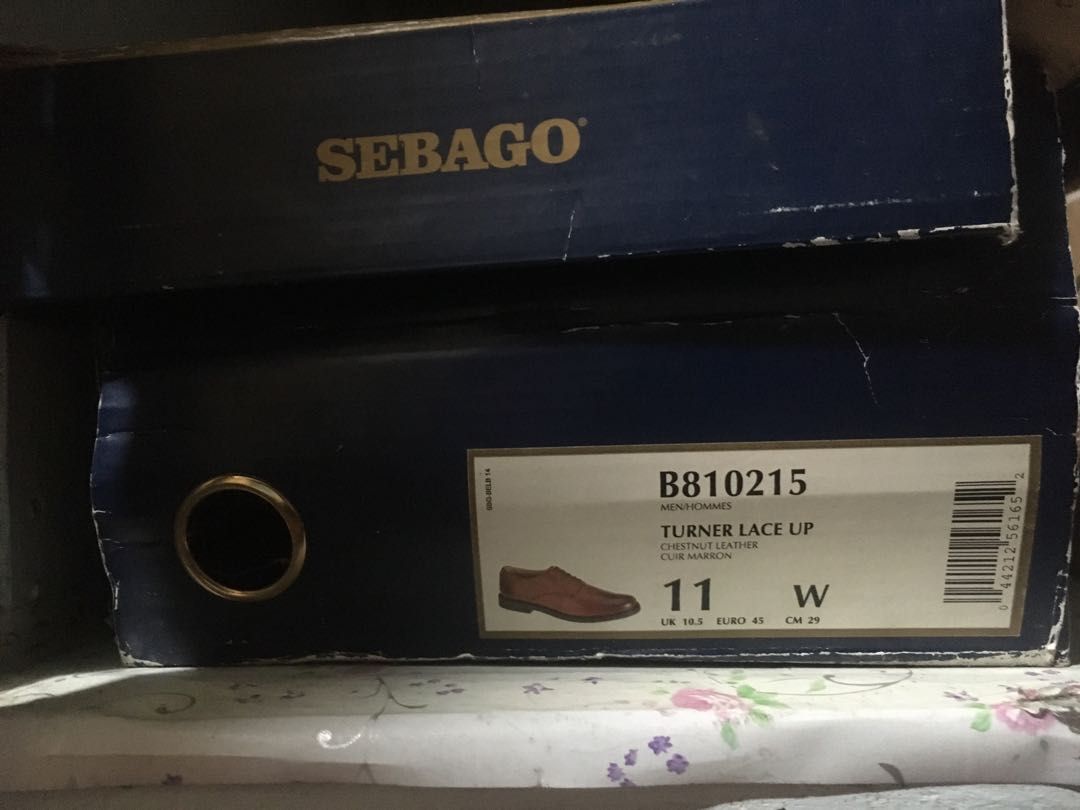 SEBAGO®
B810215
MEN/HOMMES
TURNER LACE UP
CHESTNUT LEATHER
CUIR MARRON
11 W
UK 10.5 EURO 45 CM 29
0 44212 56165 2